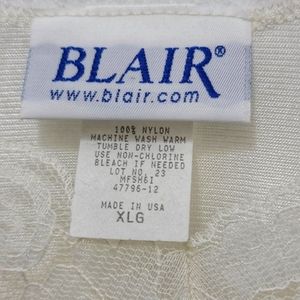 BLAIR®
www.blair.com
100% NYLON
MACHINE WASH WARM
TUMBLE DRY LOW
USE NON-CHLORINE
BLEACH IF NEEDED
LOT NO. 23
MFSH6I
47796-12
MADE IN USA
XLG